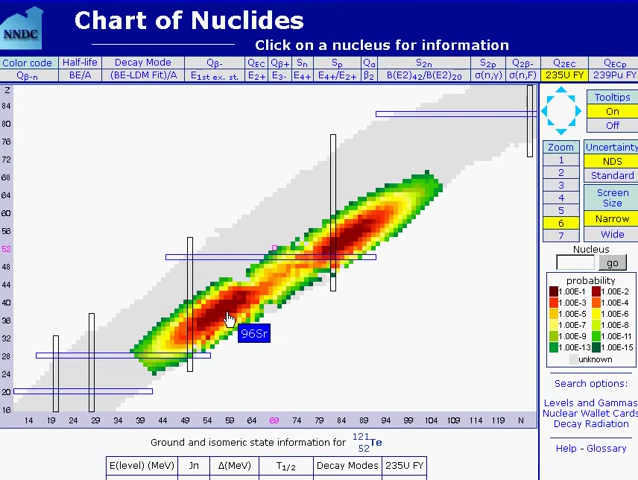 Chart of Nuclides
NNDC
Click on a nucleus for information
Color code Half-life Decay Mode Qβ- QEC Qβ+ Sn Sp Qα S2n S2p Q2β- Q2EC QECp
Qβ-n BE/A (BE-LDM Fit)/A E1st ex. st. E2+ E3- E4+ E4+/E2+ β2 B(E2)42/B(E2)20 σ(n,γ) σ(n,F) 235U FY 239Pu FY
Z
84
80
76
72
68
64
60
56
52
48
44
40
36
32
28
24
20
16
14 19 24 29 34 39 44 49 54 59 64 69 74 79 84 89 94 99 104 109 114 119 N
96Sr
Tooltips
On
Off
Zoom
1
2
3
4
5
6
7
Uncertainty
NDS
Standard
Screen
Size
Narrow
Wide
Nucleus
go
probability
1.00E-1 1.00E-2
1.00E-3 1.00E-4
1.00E-5 1.00E-6
1.00E-7 1.00E-8
1.00E-9 1.00E-11
1.00E-13 1.00E-15
unknown
Search options:
Levels and Gammas
Nuclear Wallet Cards
Decay Radiation
Help - Glossary
Ground and isomeric state information for 121 52 Te
E(level) (MeV) Jπ Δ(MeV) T1/2 Decay Modes 235U FY